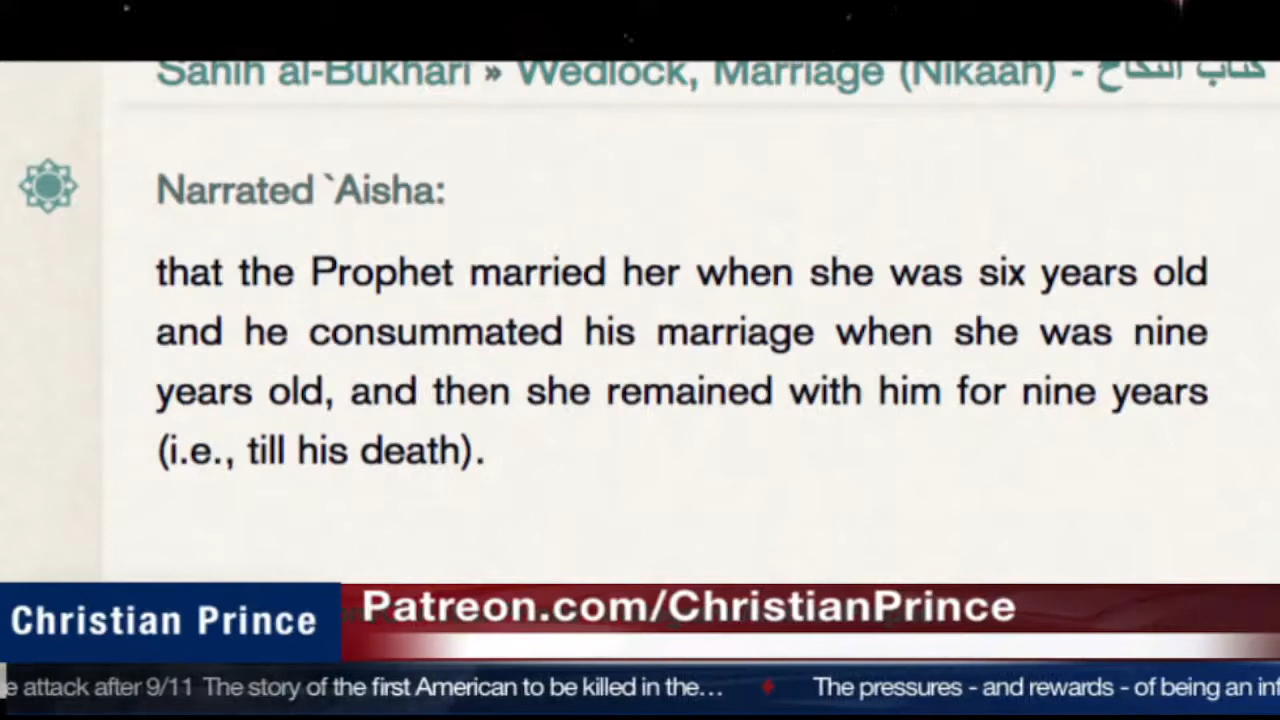 Sahih al-Bukhari » Wedlock, Marriage (Nikaah) - كتاب النكاح
Narrated `Aisha:
that the Prophet married her when she was six years old
and he consummated his marriage when she was nine
years old, and then she remained with him for nine years
(i.e., till his death).
Christian Prince
Patreon.com/ChristianPrince
e attack after 9/11 The story of the first American to be killed in the… ♦ The pressures - and rewards - of being an